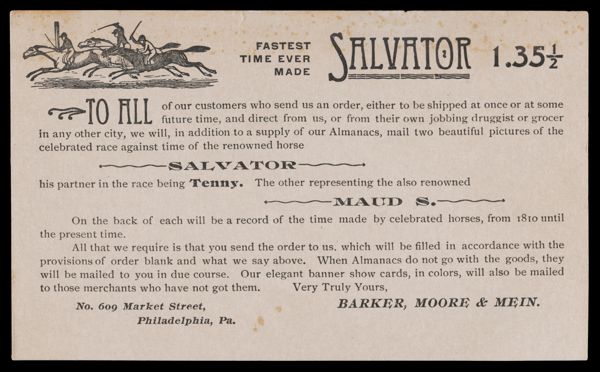 FASTEST
TIME EVER
MADE
SALVATOR 1.35½
TO ALL of our customers who send us an order, either to be shipped at once or at some
future time, and direct from us, or from their own jobbing druggist or grocer
in any other city, we will, in addition to a supply of our Almanacs, mail two beautiful pictures of the
celebrated race against time of the renowned horse
SALVATOR
his partner in the race being Tenny. The other representing the also renowned
MAUD S.
On the back of each will be a record of the time made by celebrated horses, from 1810 until
the present time.
All that we require is that you send the order to us, which will be filled in accordance with the
provisions of order blank and what we say above. When Almanacs do not go with the goods, they
will be mailed to you in due course. Our elegant banner show cards, in colors, will also be mailed
to those merchants who have not got them. Very Truly Yours,
No. 609 Market Street, BARKER, MOORE & MEIN.
Philadelphia, Pa.